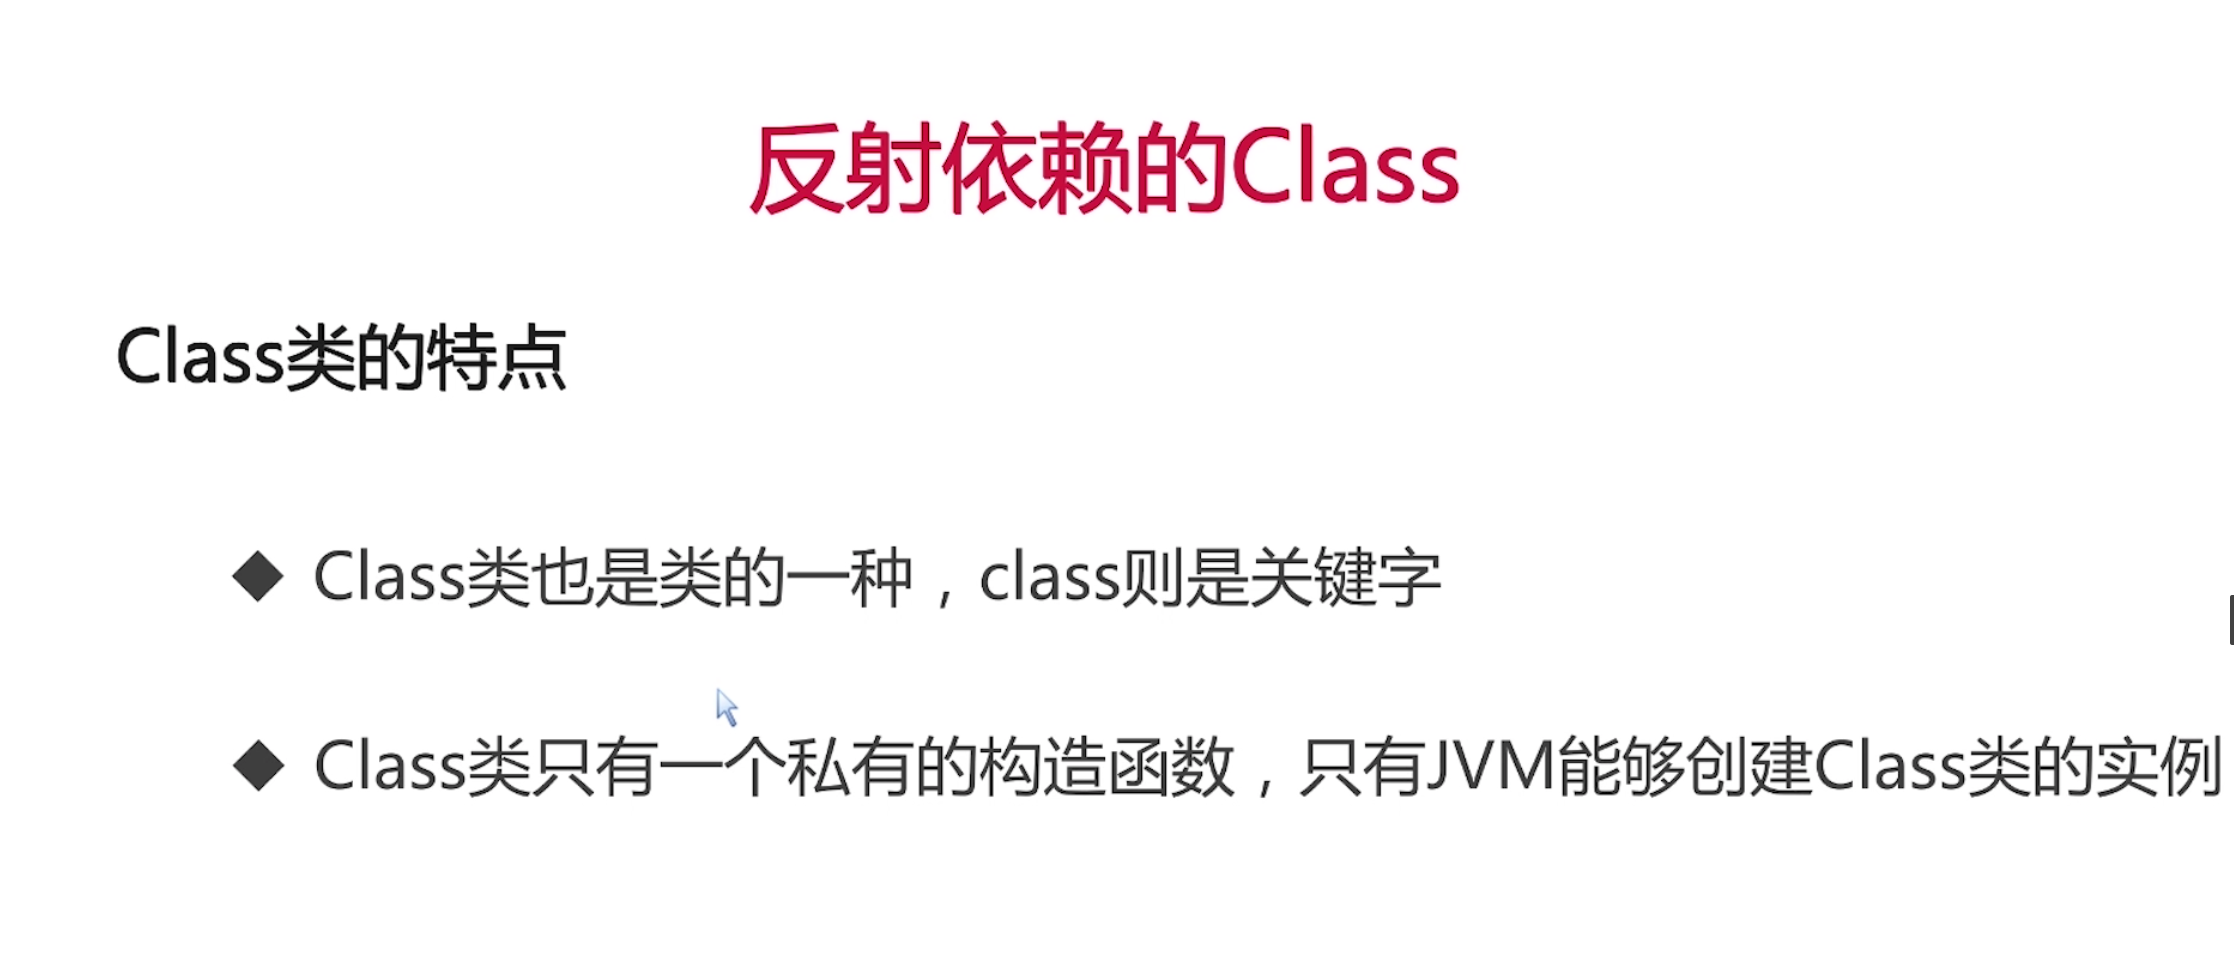 反射依赖的Class
Class类的特点
◆ Class类也是类的一种，class则是关键字
◆ Class类只有一个私有的构造函数，只有JVM能够创建Class类的实例